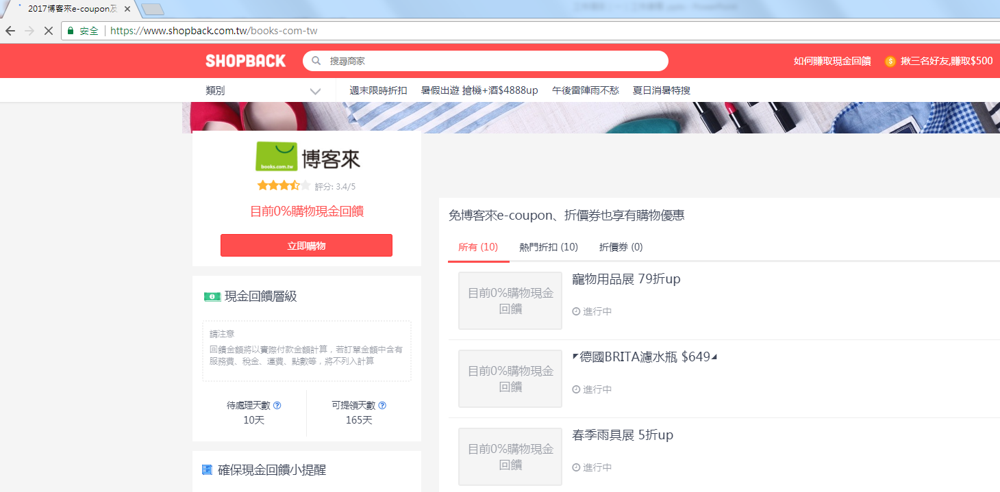 2017博客來e-coupon及
安全 https://www.shopback.com.tw/books-com-tw
SHOPBACK
搜尋商家
如何賺取現金回饋
揪三名好友,賺取$500
類別
週末限時折扣 暑假出遊 搶機+酒$4888up 午後雷陣雨不愁 夏日消暑特搜
books.com.tw 博客來
評分: 3.4/5
目前0%購物現金回饋
立即購物
現金回饋層級
請注意
回饋金額將以實際付款金額計算，若訂單金額中含有
服務費、稅金、運費、點數等，將不列入計算
待處理天數 可提領天數
10天 165天
確保現金回饋小提醒
免博客來e-coupon、折價券也享有購物優惠
所有 (10) 熱門折扣 (10) 折價券 (0)
目前0%購物現金
回饋
寵物用品展 79折up
進行中
目前0%購物現金
回饋
◤德國BRITA濾水瓶 $649◢
進行中
目前0%購物現金
回饋
春季雨具展 5折up
進行中